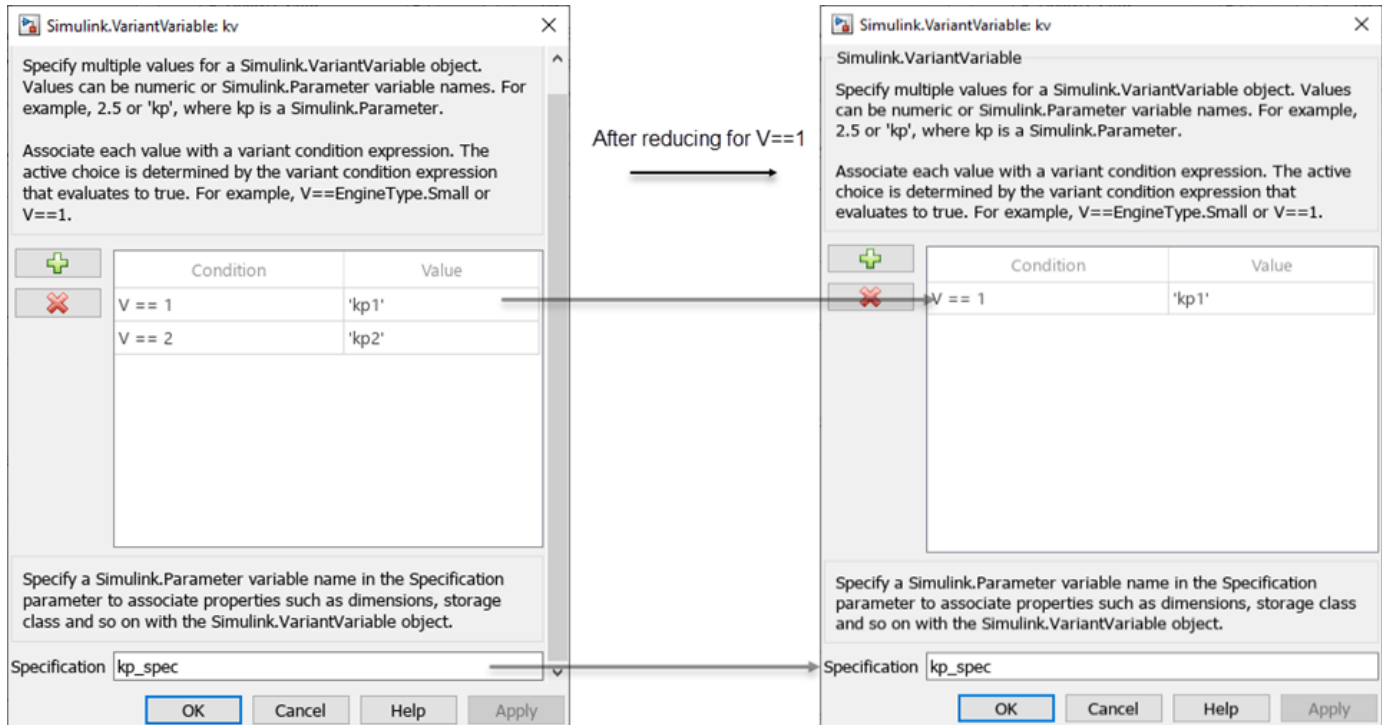 Simulink.VariantVariable: kv
Specify multiple values for a Simulink.VariantVariable object.
Values can be numeric or Simulink.Parameter variable names. For
example, 2.5 or 'kp', where kp is a Simulink.Parameter.
Associate each value with a variant condition expression. The
active choice is determined by the variant condition expression
that evaluates to true. For example, V==EngineType.Small or
V==1.
Condition Value
V == 1 'kp1'
V == 2 'kp2'
Specify a Simulink.Parameter variable name in the Specification
parameter to associate properties such as dimensions, storage
class and so on with the Simulink.VariantVariable object.
Specification kp_spec
OK Cancel Help Apply
After reducing for V==1
Simulink.VariantVariable: kv
Simulink.VariantVariable
Specify multiple values for a Simulink.VariantVariable object. Values
can be numeric or Simulink.Parameter variable names. For example,
2.5 or 'kp', where kp is a Simulink.Parameter.
Associate each value with a variant condition expression. The active
choice is determined by the variant condition expression that
evaluates to true. For example, V==EngineType.Small or V==1.
Condition Value
V == 1 'kp1'
Specify a Simulink.Parameter variable name in the Specification
parameter to associate properties such as dimensions, storage class
and so on with the Simulink.VariantVariable object.
Specification kp_spec
OK Cancel Help Apply